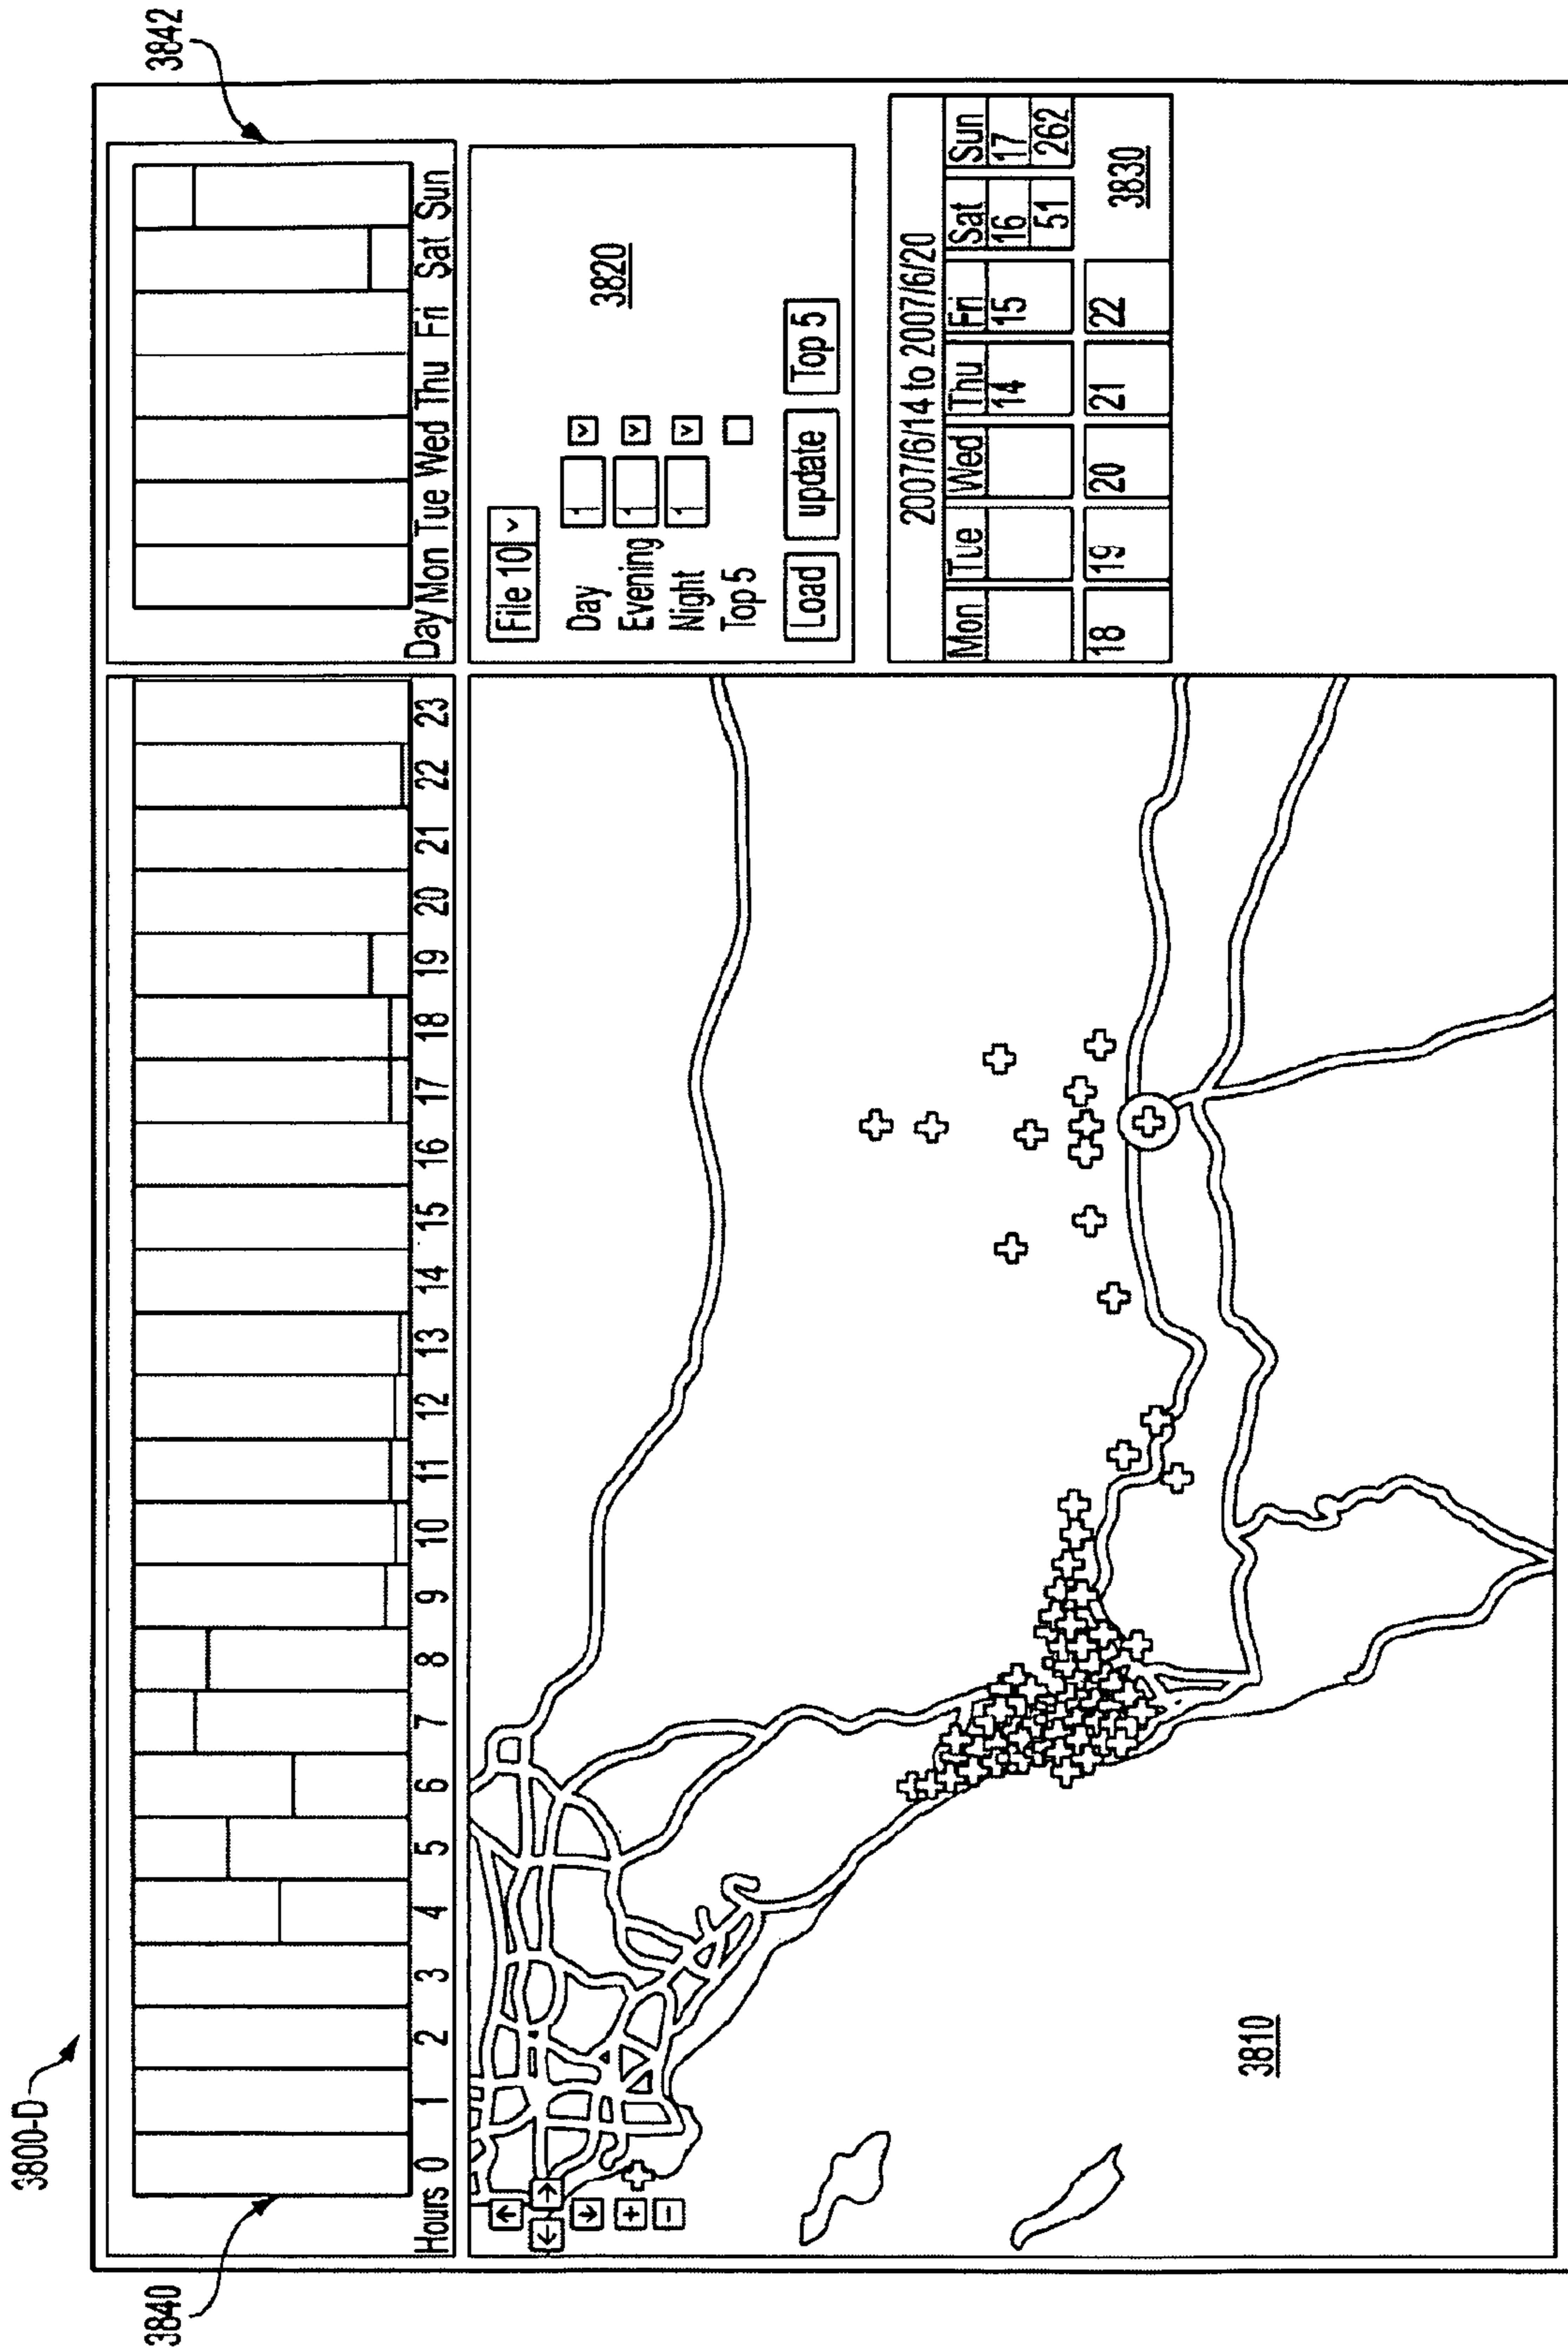 3800-D
3840
3842
Hours 0 1 2 3 4 5 6 7 8 9 10 11 12 13 14 15 16 17 18 19 20 21 22 23
Day Mon Tue Wed Thu Fri Sat Sun
+
−
3810
File 10
Day 1
Evening 1
Night 1
Top 5
Load update Top 5
3820
2007/6/14 to 2007/6/20
Mon Tue Wed Thu Fri Sat Sun
14 15 16 17
51 262
18 19 20 21 22
3830